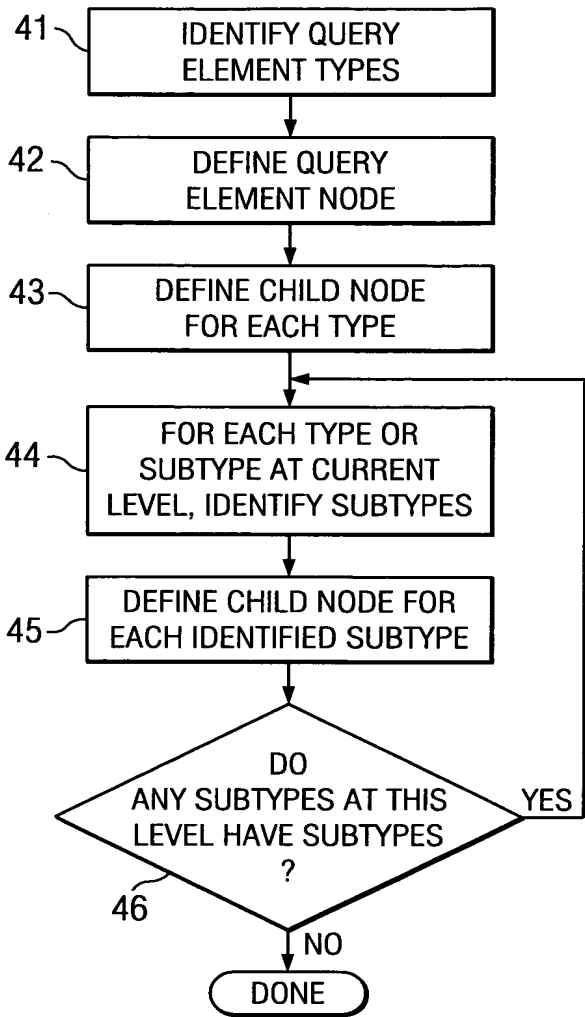 41
IDENTIFY QUERY
ELEMENT TYPES
42
DEFINE QUERY
ELEMENT NODE
43
DEFINE CHILD NODE
FOR EACH TYPE
44
FOR EACH TYPE OR
SUBTYPE AT CURRENT
LEVEL, IDENTIFY SUBTYPES
45
DEFINE CHILD NODE FOR
EACH IDENTIFIED SUBTYPE
DO
ANY SUBTYPES AT THIS
LEVEL HAVE SUBTYPES
?
YES
46
NO
DONE